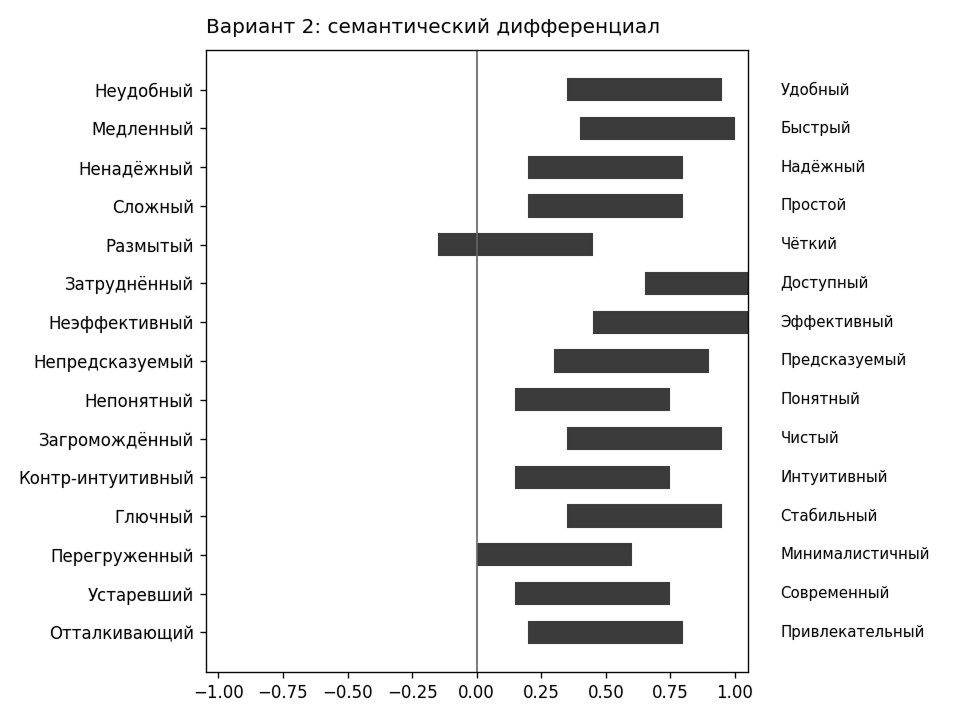 Вариант 2: семантический дифференциал
Неудобный Удобный
Медленный Быстрый
Ненадёжный Надёжный
Сложный Простой
Размытый Чёткий
Затруднённый Доступный
Неэффективный Эффективный
Непредсказуемый Предсказуемый
Непонятный Понятный
Загромождённый Чистый
Контр-интуитивный Интуитивный
Глючный Стабильный
Перегруженный Минималистичный
Устаревший Современный
Отталкивающий Привлекательный
−1.00 −0.75 −0.50 −0.25 0.00 0.25 0.50 0.75 1.00